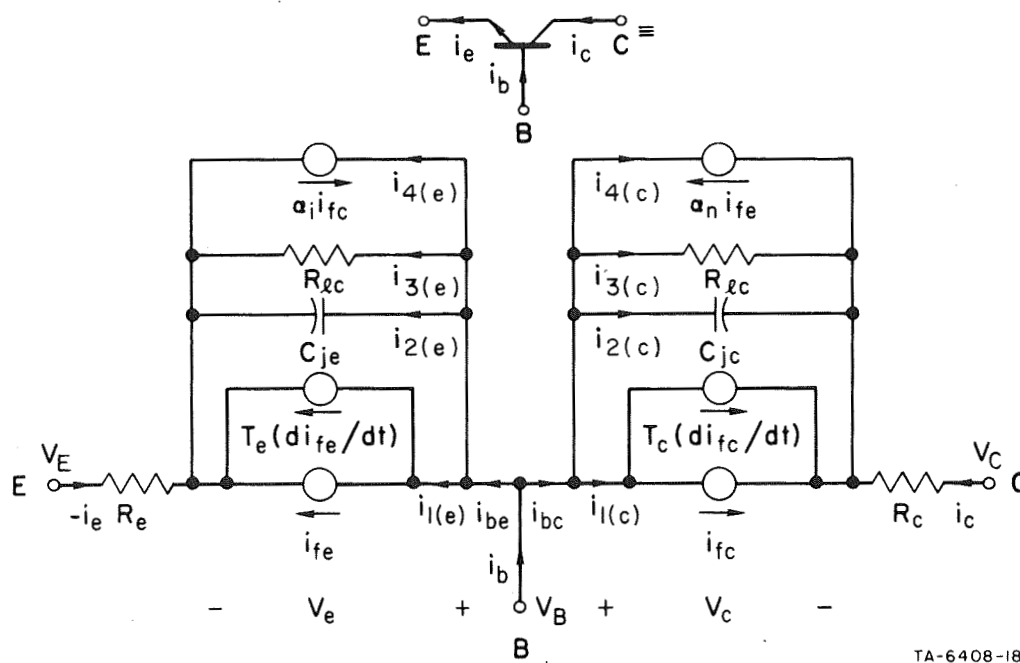 E i_e i_c C ≡
i_b
B
i_4(e) i_4(c)
α_i i_fc α_n i_fe
R_ℓc i_3(e) i_3(c) R_ℓc
C_je i_2(e) i_2(c) C_jc
T_e (di_fe/dt) T_c (di_fc/dt)
V_E V_C
E C
-i_e R_e i_1(e) i_be i_bc i_1(c) R_c i_c
i_fe i_fc
i_b
- V_e + V_B + V_c -
B
TA-6408-18